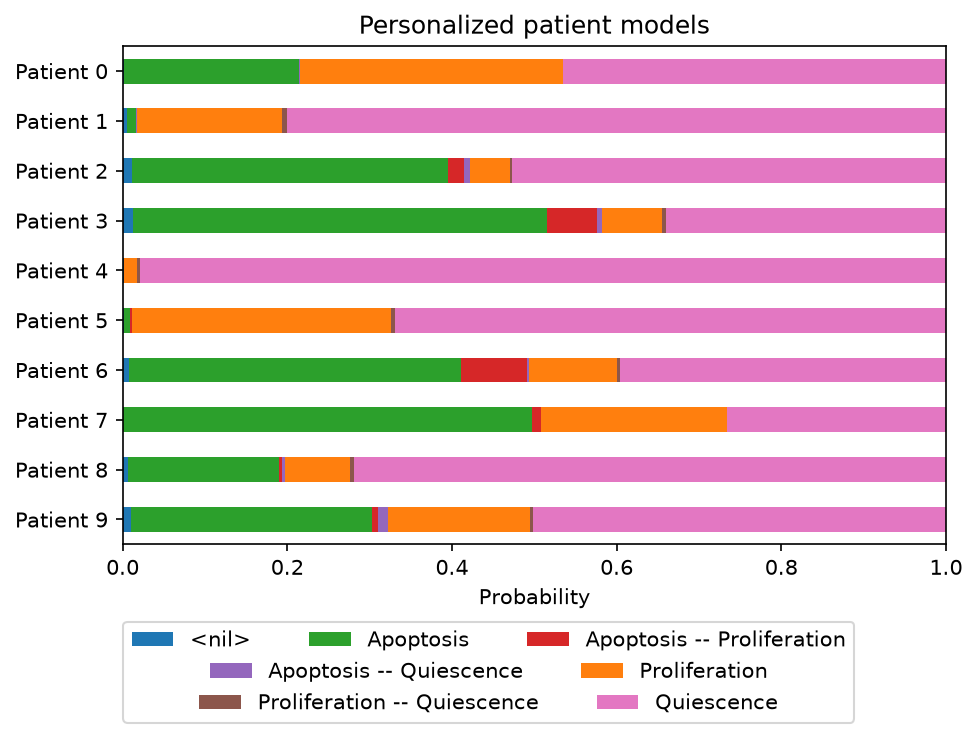 Personalized patient models
Patient 0
Patient 1
Patient 2
Patient 3
Patient 4
Patient 5
Patient 6
Patient 7
Patient 8
Patient 9
0.0 0.2 0.4 0.6 0.8 1.0
Probability
<nil> Apoptosis Apoptosis -- Proliferation
Apoptosis -- Quiescence Proliferation
Proliferation -- Quiescence Quiescence